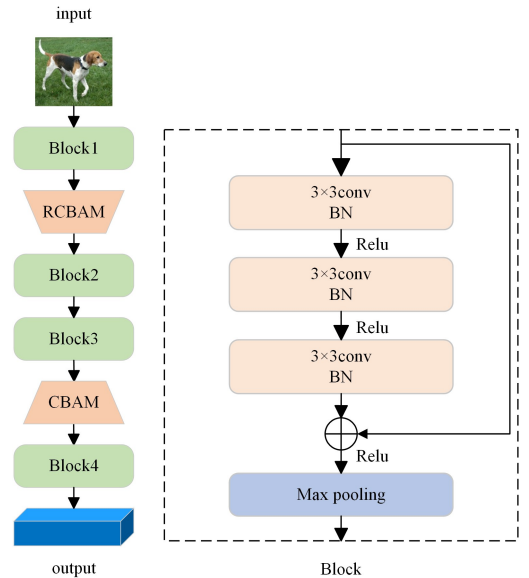 input
Block1
RCBAM
Block2
Block3
CBAM
Block4
output
3×3conv
BN
Relu
3×3conv
BN
Relu
3×3conv
BN
Relu
Max pooling
Block